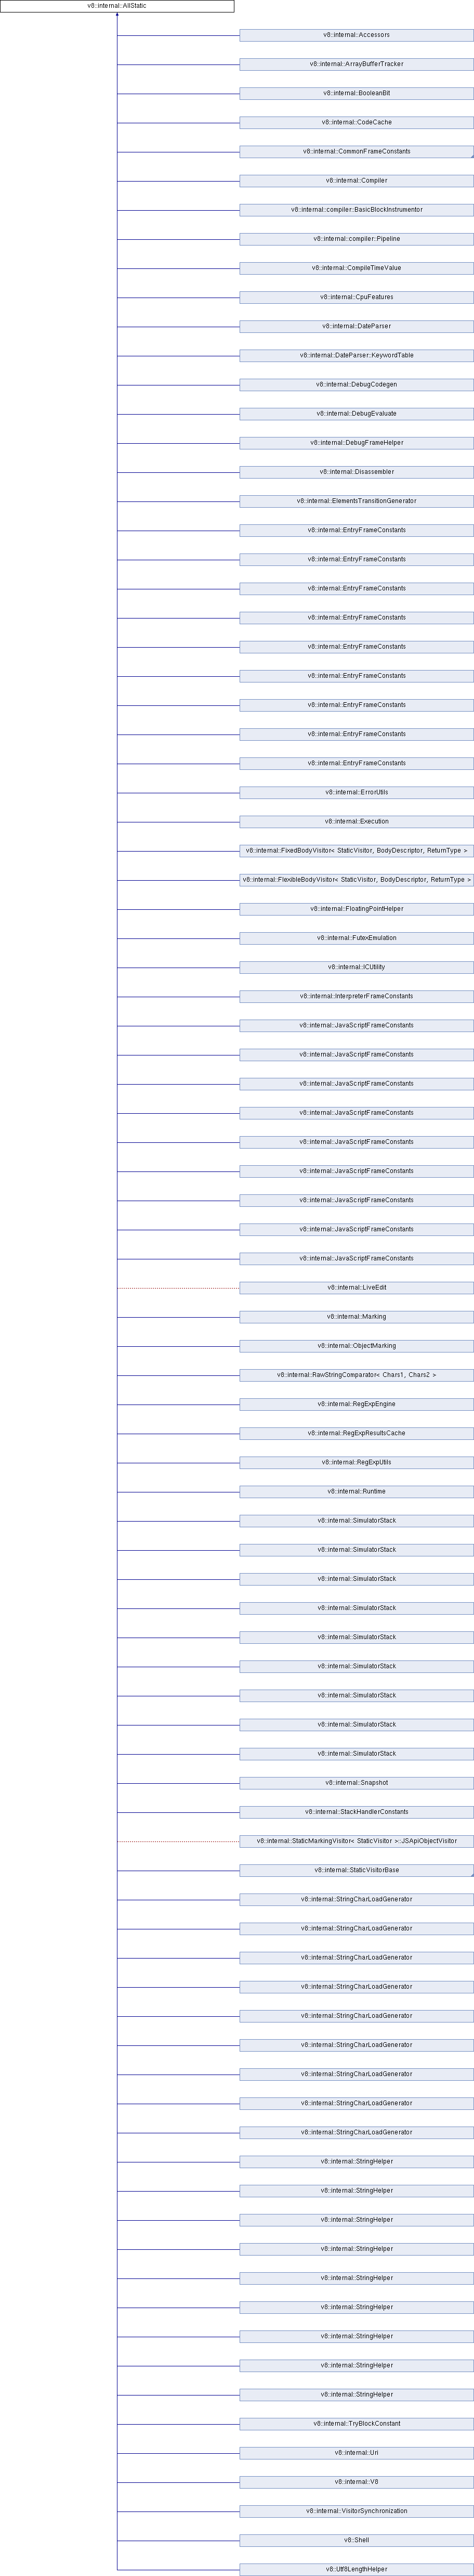 v8::internal::AllStatic
v8::internal::Accessors
v8::internal::ArrayBufferTracker
v8::internal::BooleanBit
v8::internal::CodeCache
v8::internal::CommonFrameConstants
v8::internal::Compiler
v8::internal::compiler::BasicBlockInstrumentor
v8::internal::compiler::Pipeline
v8::internal::CompileTimeValue
v8::internal::CpuFeatures
v8::internal::DateParser
v8::internal::DateParser::KeywordTable
v8::internal::DebugCodegen
v8::internal::DebugEvaluate
v8::internal::DebugFrameHelper
v8::internal::Disassembler
v8::internal::ElementsTransitionGenerator
v8::internal::EntryFrameConstants
v8::internal::EntryFrameConstants
v8::internal::EntryFrameConstants
v8::internal::EntryFrameConstants
v8::internal::EntryFrameConstants
v8::internal::EntryFrameConstants
v8::internal::EntryFrameConstants
v8::internal::EntryFrameConstants
v8::internal::EntryFrameConstants
v8::internal::ErrorUtils
v8::internal::Execution
v8::internal::FixedBodyVisitor< StaticVisitor, BodyDescriptor, ReturnType >
v8::internal::FlexibleBodyVisitor< StaticVisitor, BodyDescriptor, ReturnType >
v8::internal::FloatingPointHelper
v8::internal::FutexEmulation
v8::internal::ICUtility
v8::internal::InterpreterFrameConstants
v8::internal::JavaScriptFrameConstants
v8::internal::JavaScriptFrameConstants
v8::internal::JavaScriptFrameConstants
v8::internal::JavaScriptFrameConstants
v8::internal::JavaScriptFrameConstants
v8::internal::JavaScriptFrameConstants
v8::internal::JavaScriptFrameConstants
v8::internal::JavaScriptFrameConstants
v8::internal::JavaScriptFrameConstants
v8::internal::LiveEdit
v8::internal::Marking
v8::internal::ObjectMarking
v8::internal::RawStringComparator< Chars1, Chars2 >
v8::internal::RegExpEngine
v8::internal::RegExpResultsCache
v8::internal::RegExpUtils
v8::internal::Runtime
v8::internal::SimulatorStack
v8::internal::SimulatorStack
v8::internal::SimulatorStack
v8::internal::SimulatorStack
v8::internal::SimulatorStack
v8::internal::SimulatorStack
v8::internal::SimulatorStack
v8::internal::SimulatorStack
v8::internal::SimulatorStack
v8::internal::Snapshot
v8::internal::StackHandlerConstants
v8::internal::StaticMarkingVisitor< StaticVisitor >::JSApiObjectVisitor
v8::internal::StaticVisitorBase
v8::internal::StringCharLoadGenerator
v8::internal::StringCharLoadGenerator
v8::internal::StringCharLoadGenerator
v8::internal::StringCharLoadGenerator
v8::internal::StringCharLoadGenerator
v8::internal::StringCharLoadGenerator
v8::internal::StringCharLoadGenerator
v8::internal::StringCharLoadGenerator
v8::internal::StringCharLoadGenerator
v8::internal::StringHelper
v8::internal::StringHelper
v8::internal::StringHelper
v8::internal::StringHelper
v8::internal::StringHelper
v8::internal::StringHelper
v8::internal::StringHelper
v8::internal::StringHelper
v8::internal::StringHelper
v8::internal::TryBlockConstant
v8::internal::Uri
v8::internal::V8
v8::internal::VisitorSynchronization
v8::Shell
v8::Utf8LengthHelper